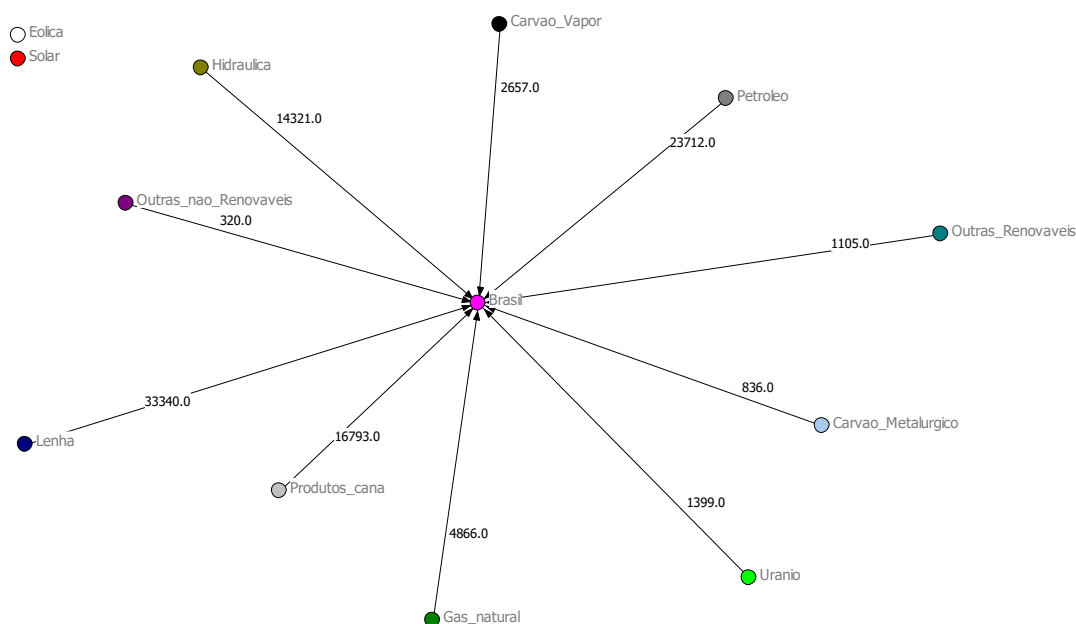 Carvao_Vapor
Eolica
Solar
Hidraulica
2657.0
Petroleo
14321.0
23712.0
Outras_nao_Renovaveis
320.0
Outras_Renovaveis
1105.0
Brasil
836.0
33340.0
Carvao_Metalurgico
16793.0
Lenha
Produtos_cana
1399.0
4866.0
Uranio
Gas_natural